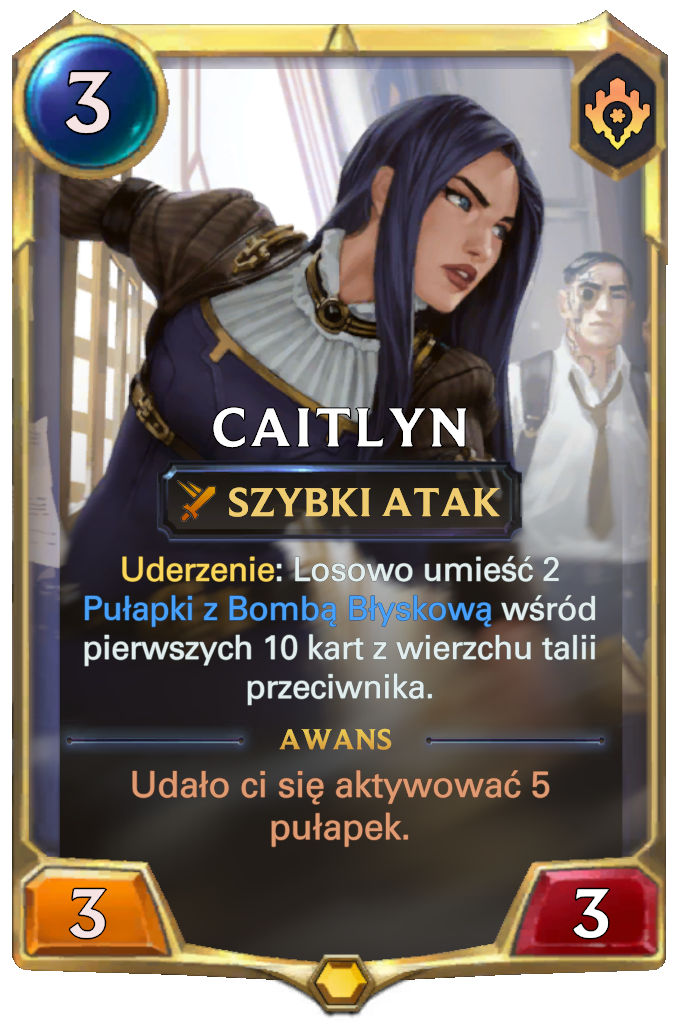 3
CAITLYN
SZYBKI ATAK
Uderzenie: Losowo umieść 2
Pułapki z Bombą Błyskową wśród
pierwszych 10 kart z wierzchu talii
przeciwnika.
AWANS
Udało ci się aktywować 5
pułapek.
3
3